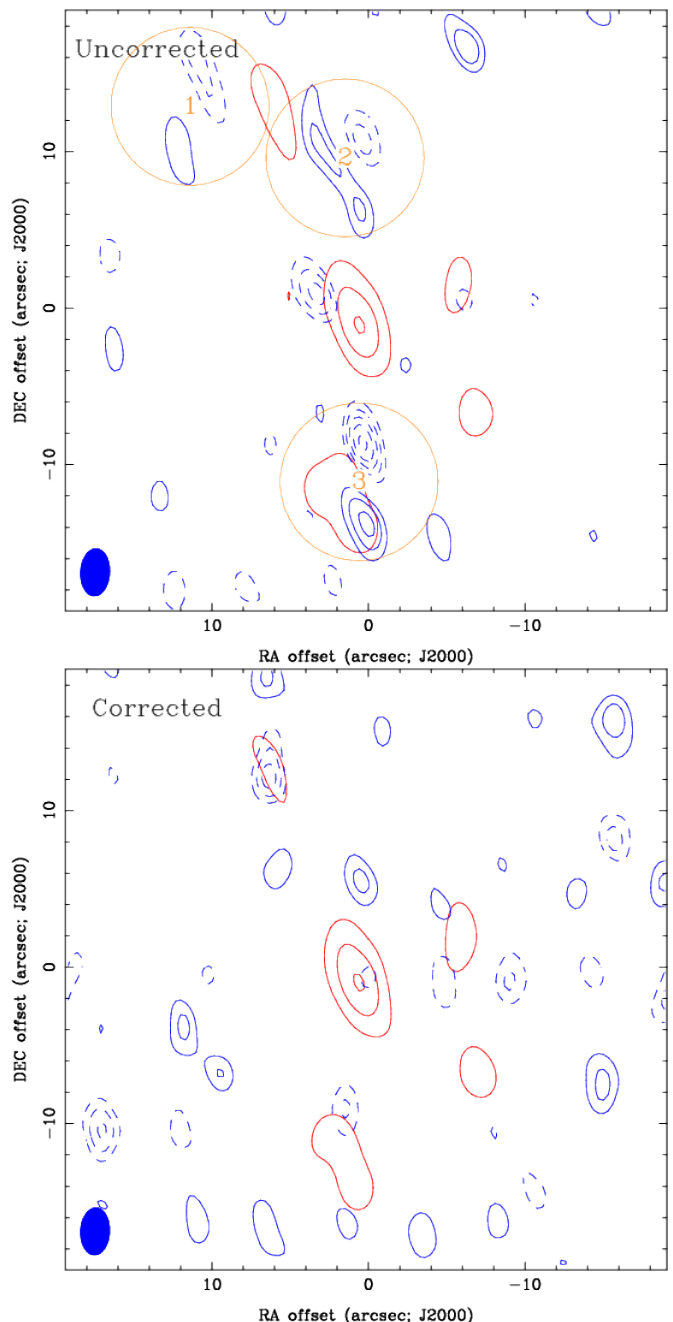 Uncorrected
1
2
3
10
0
-10
DEC offset (arcsec; J2000)
10
0
-10
RA offset (arcsec; J2000)
Corrected
10
0
-10
DEC offset (arcsec; J2000)
10
0
-10
RA offset (arcsec; J2000)